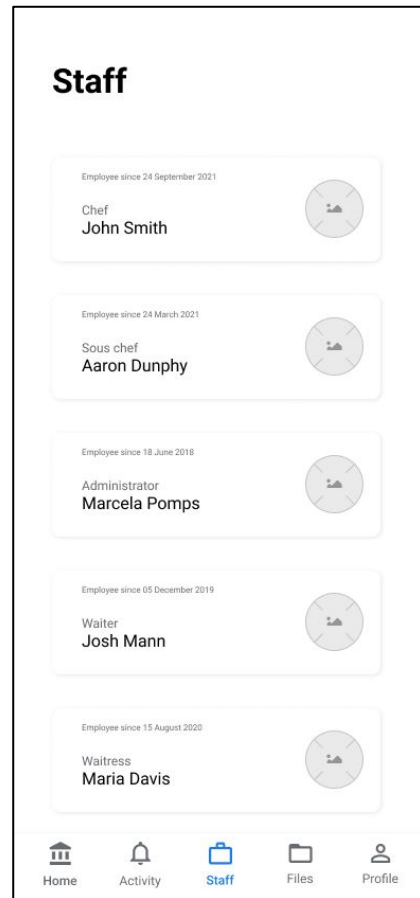 Staff
Employee since 24 September 2021
Chef
John Smith
Employee since 24 March 2021
Sous chef
Aaron Dunphy
Employee since 18 June 2018
Administrator
Marcela Pomps
Employee since 05 December 2019
Waiter
Josh Mann
Employee since 15 August 2020
Waitress
Maria Davis
Home Activity Staff Files Profile